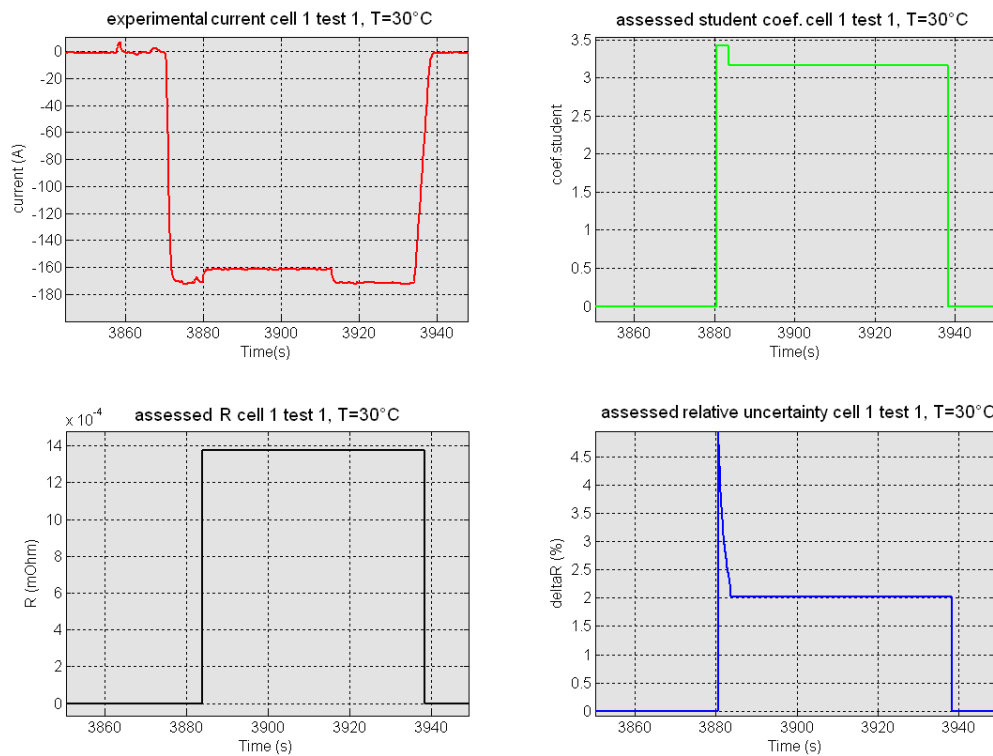 experimental current cell 1 test 1, T=30°C
0
-20
-40
-60
-80
-100
-120
-140
-160
-180
current (A)
3860 3880 3900 3920 3940
Time(s)
assessed student coef. cell 1 test 1, T=30°C
3.5
3
2.5
2
1.5
1
0.5
0
coef.student
3860 3880 3900 3920 3940
Time(s)
assessed R cell 1 test 1, T=30°C
x 10-4
14
12
10
8
6
4
2
0
R (mOhm)
3860 3880 3900 3920 3940
Time (s)
assessed relative uncertainty cell 1 test 1, T=30°C
4.5
4
3.5
3
2.5
2
1.5
1
0.5
0
deltaR (%)
3860 3880 3900 3920 3940
Time (s)